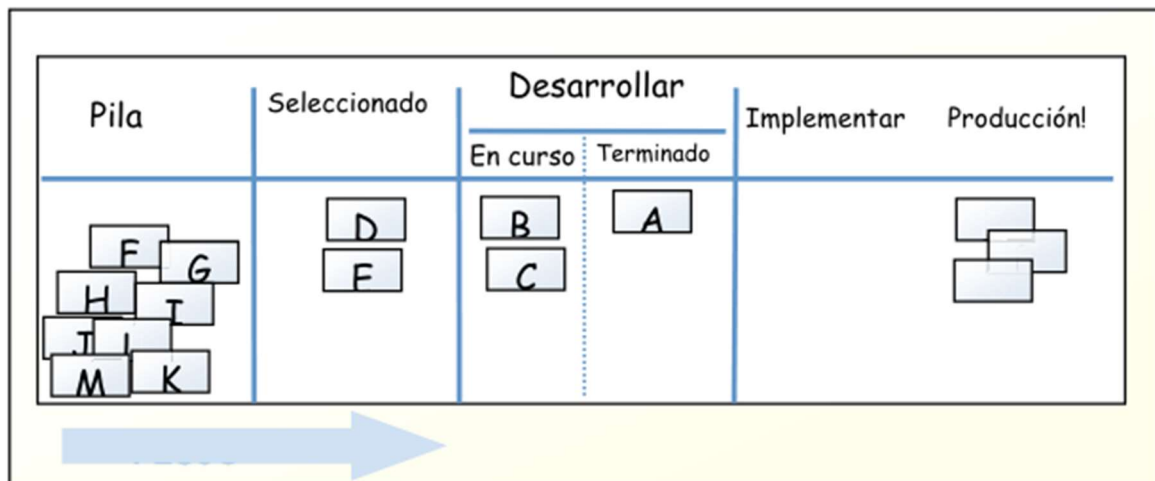 Pila
Seleccionado
Desarrollar
Implementar
Producción!
En curso
Terminado
D
B
A
F
G
F
C
H
I
J
M
K